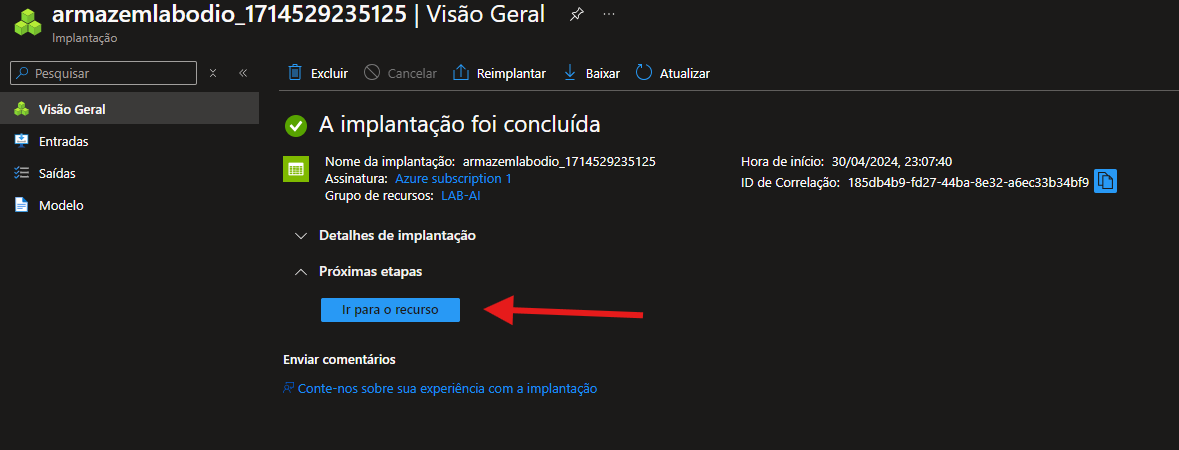 armazemlabodio_1714529235125 | Visão Geral
Implantação
Pesquisar
Excluir Cancelar Reimplantar Baixar Atualizar
Visão Geral
Entradas
Saídas
Modelo
A implantação foi concluída
Nome da implantação: armazemlabodio_1714529235125
Assinatura: Azure subscription 1
Grupo de recursos: LAB-AI
Hora de início: 30/04/2024, 23:07:40
ID de Correlação: 185db4b9-fd27-44ba-8e32-a6ec33b34bf9
Detalhes de implantação
Próximas etapas
Ir para o recurso
Enviar comentários
Conte-nos sobre sua experiência com a implantação